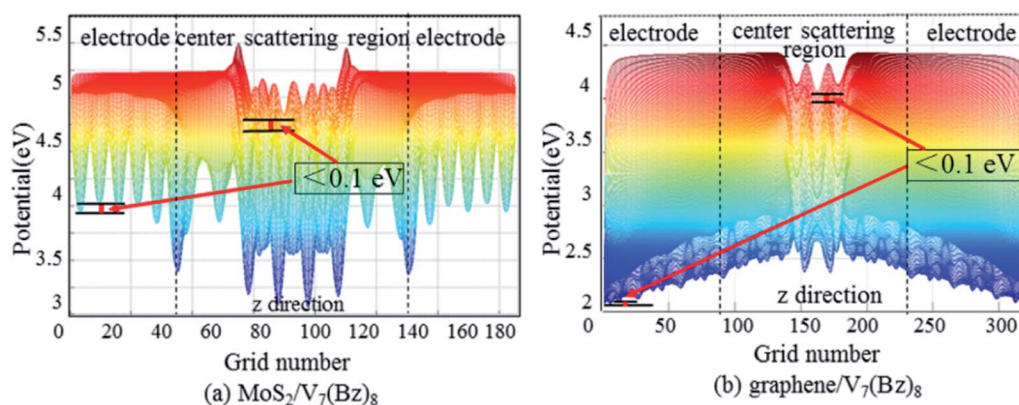 electrode center scattering region electrode
Potential(eV)
5.5
5
4.5
4
3.5
3
<0.1 eV
z direction
0 20 40 60 80 100 120 140 160 180
Grid number
(a) MoS2/V7(Bz)8
electrode center scattering electrode
region
Potential(eV)
4.5
4
3.5
3
2.5
2
<0.1 eV
z direction
0 50 100 150 200 250 300
Grid number
(b) graphene/V7(Bz)8